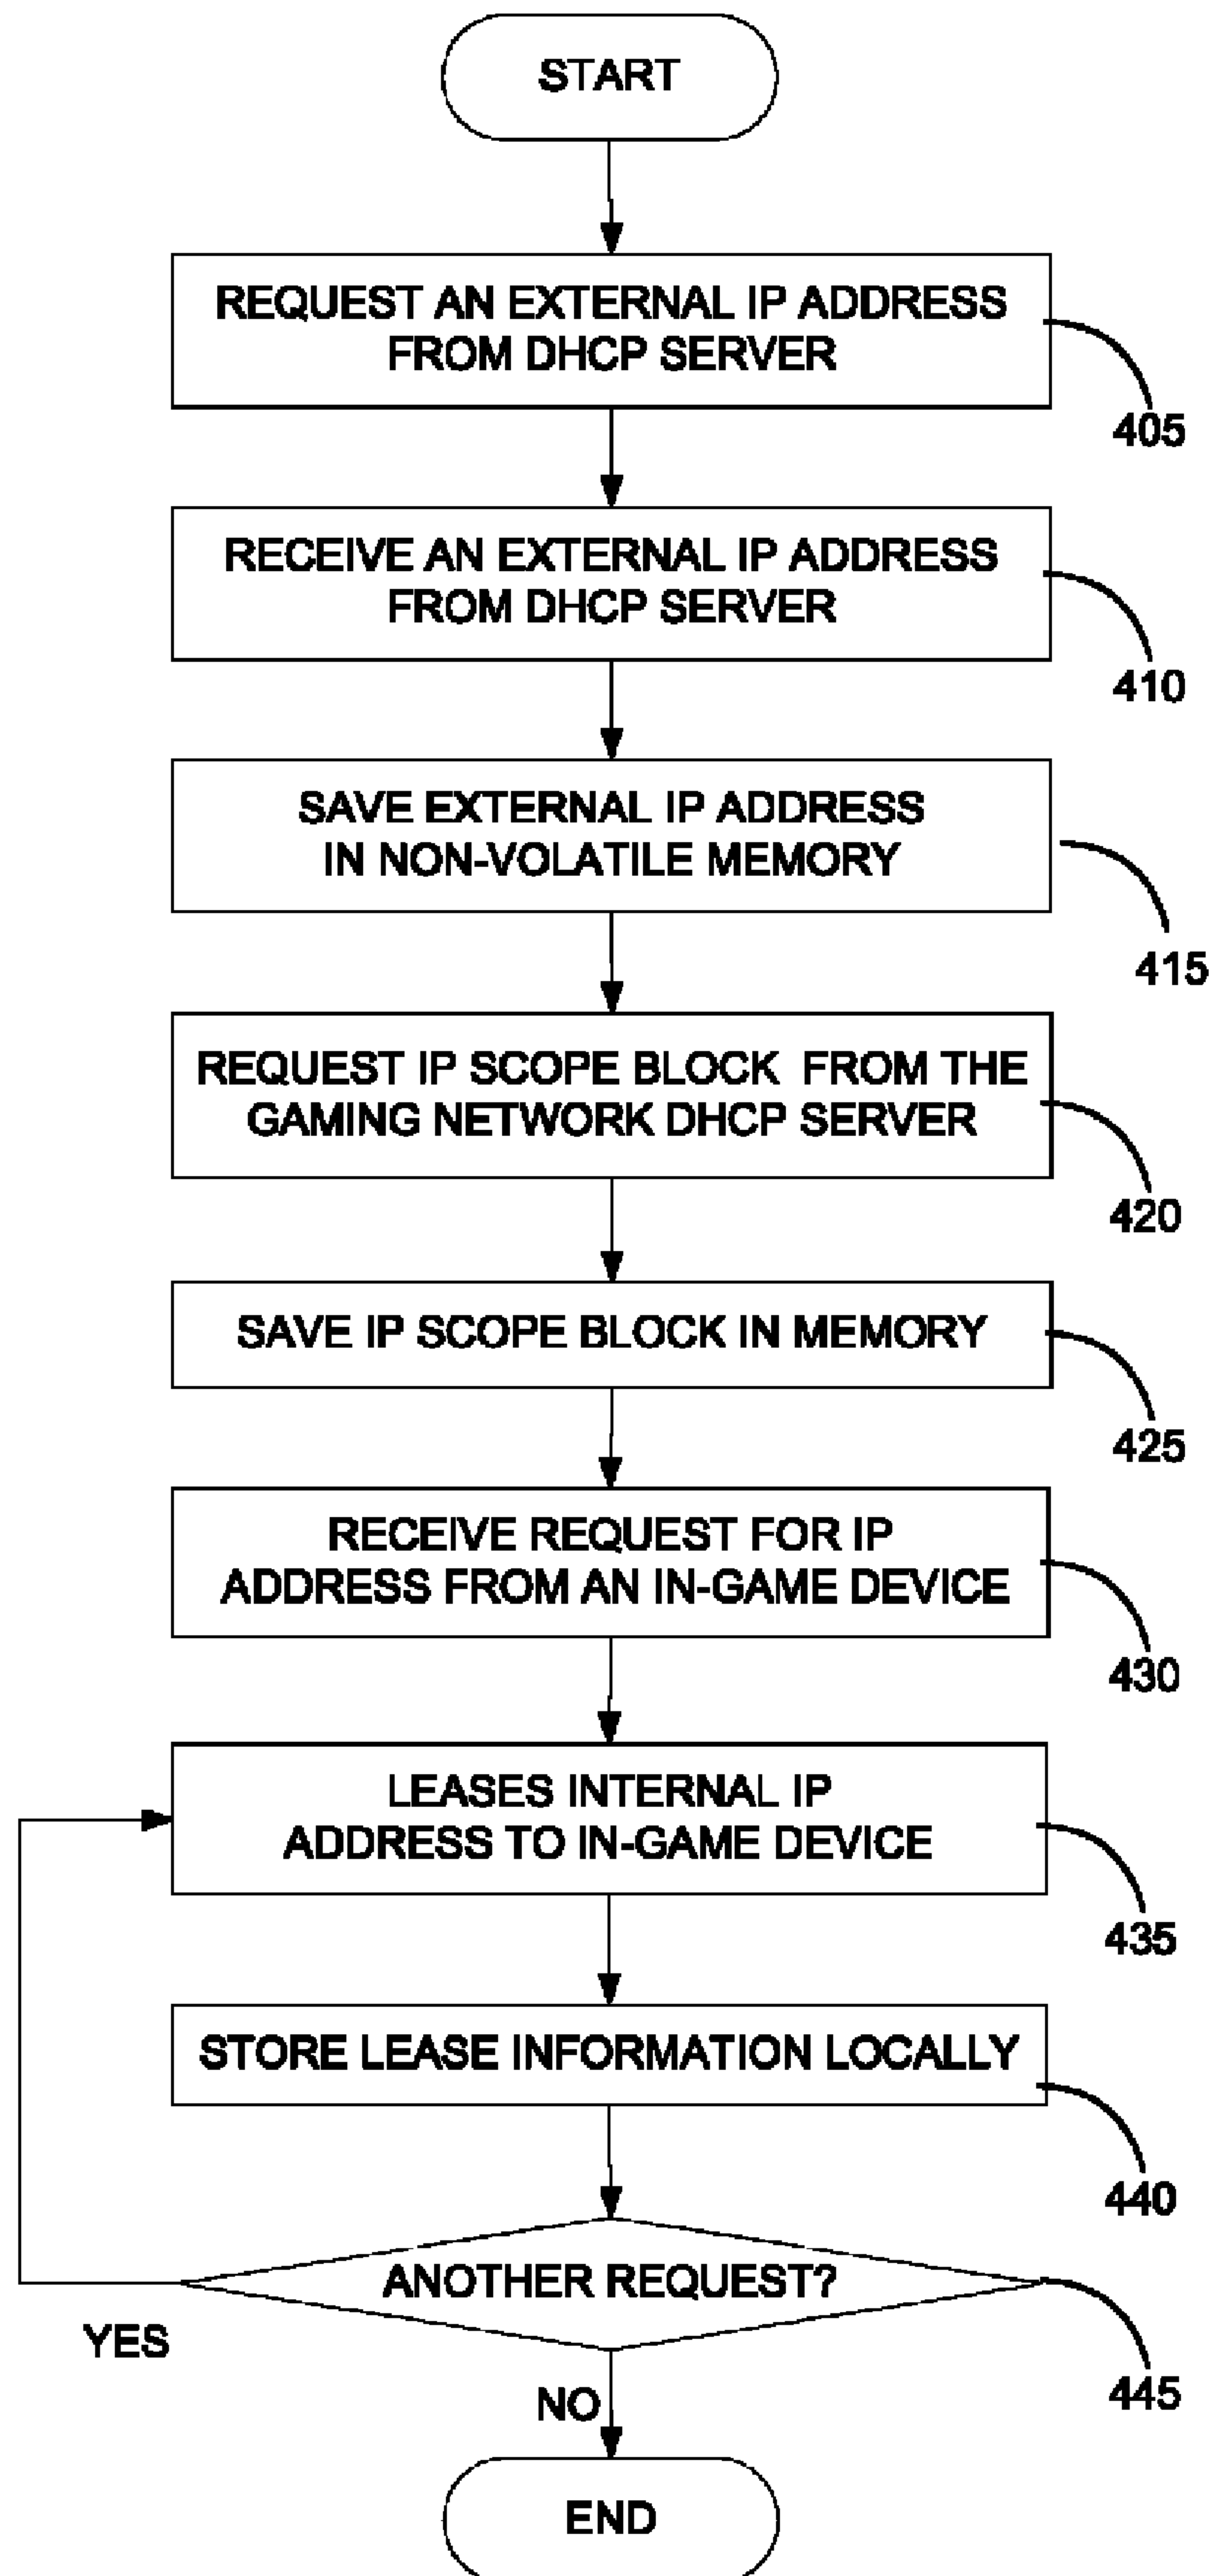 START
REQUEST AN EXTERNAL IP ADDRESS
FROM DHCP SERVER
405
RECEIVE AN EXTERNAL IP ADDRESS
FROM DHCP SERVER
410
SAVE EXTERNAL IP ADDRESS
IN NON-VOLATILE MEMORY
415
REQUEST IP SCOPE BLOCK FROM THE
GAMING NETWORK DHCP SERVER
420
SAVE IP SCOPE BLOCK IN MEMORY
425
RECEIVE REQUEST FOR IP
ADDRESS FROM AN IN-GAME DEVICE
430
LEASES INTERNAL IP
ADDRESS TO IN-GAME DEVICE
435
STORE LEASE INFORMATION LOCALLY
440
ANOTHER REQUEST?
YES
445
NO
END